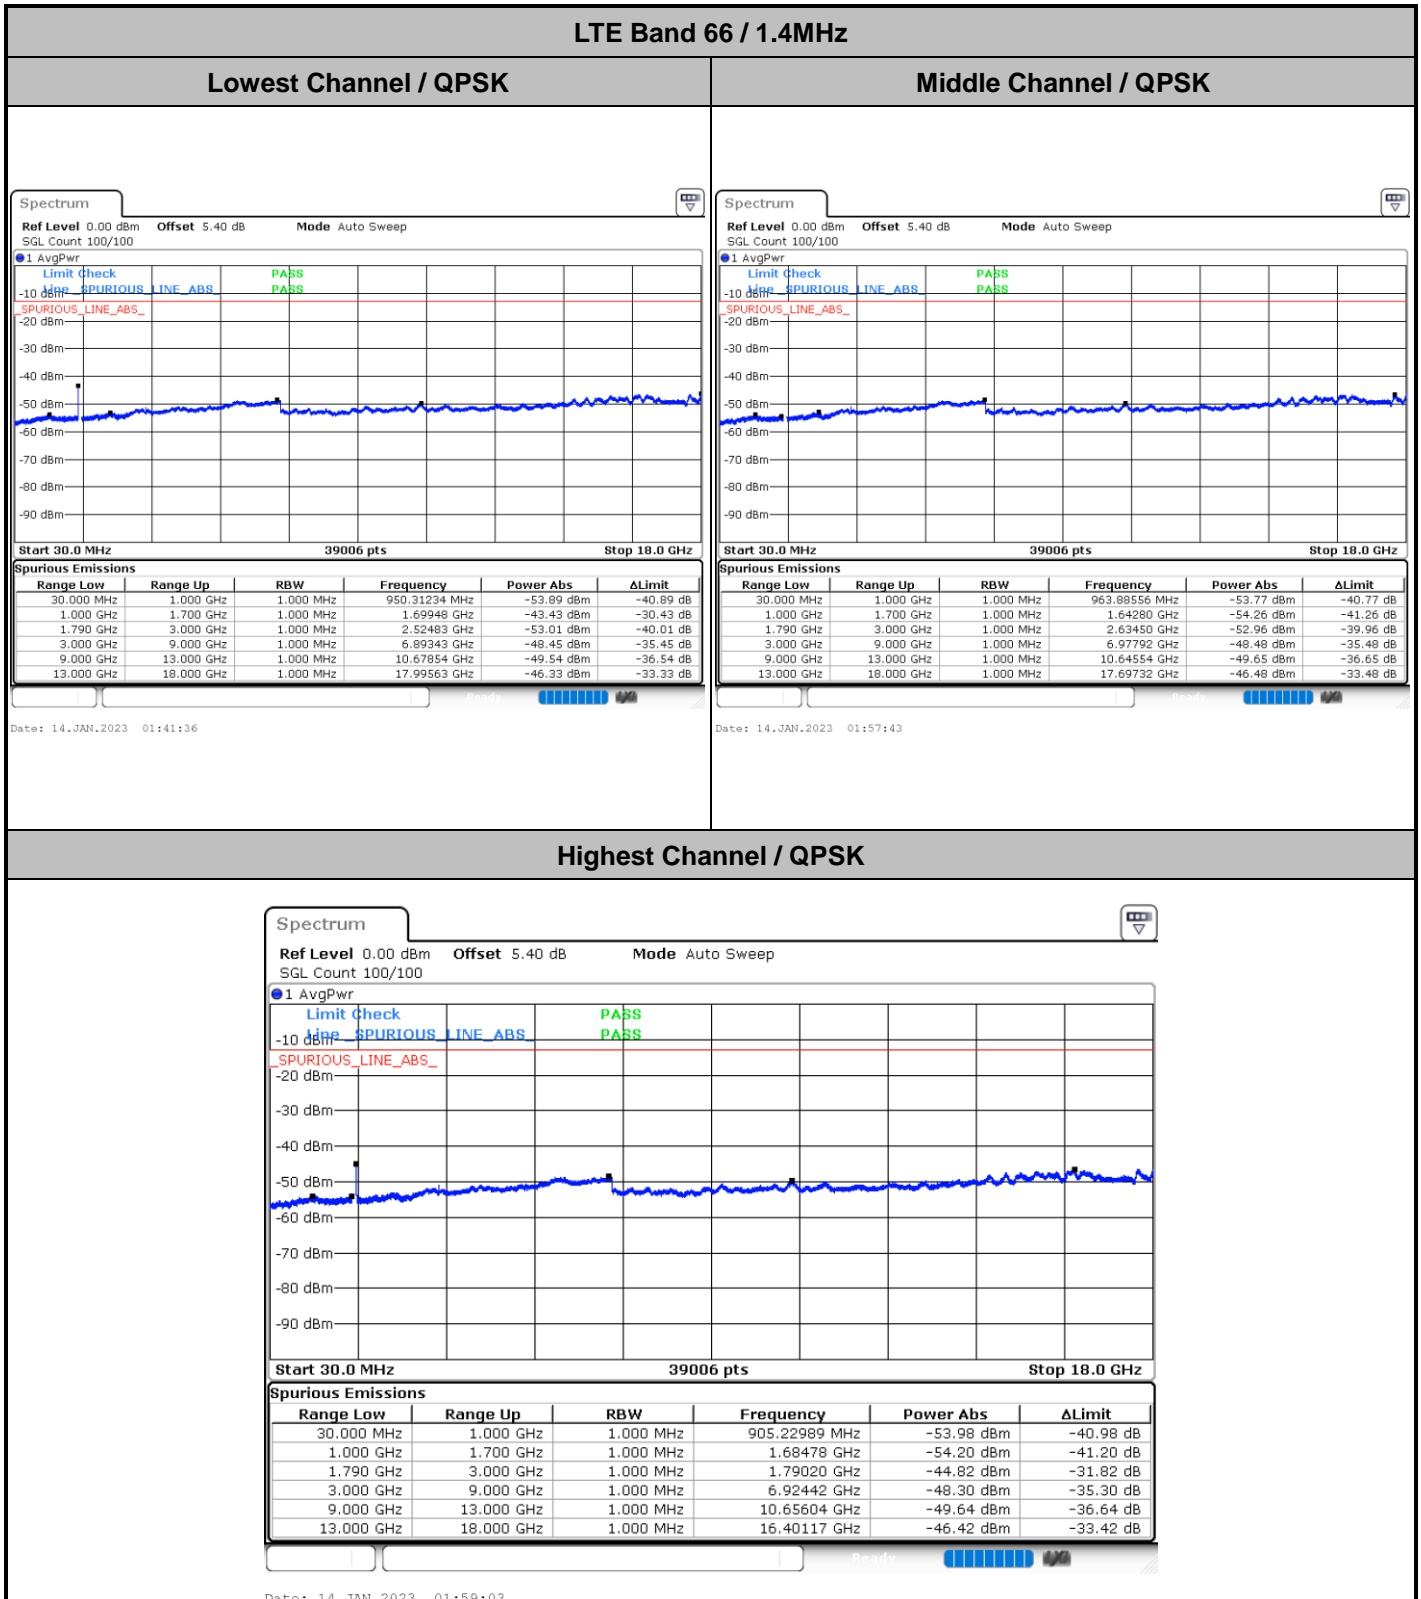 LTE Band 66 / 1.4MHz
Lowest Channel / QPSK
Spectrum
Ref Level 0.00 dBm Offset 5.40 dB Mode Auto Sweep
SGL Count 100/100
1 AvgPwr
Limit Check PASS
Line _SPURIOUS_LINE_ABS_ PASS
-10 dBm
_SPURIOUS_LINE_ABS_
-20 dBm
-30 dBm
-40 dBm
-50 dBm
-60 dBm
-70 dBm
-80 dBm
-90 dBm
Start 30.0 MHz 39006 pts Stop 18.0 GHz
Spurious Emissions
Range Low Range Up RBW Frequency Power Abs ΔLimit
30.000 MHz 1.000 GHz 1.000 MHz 950.31234 MHz -53.89 dBm -40.89 dB
1.000 GHz 1.700 GHz 1.000 MHz 1.69948 GHz -43.43 dBm -30.43 dB
1.790 GHz 3.000 GHz 1.000 MHz 2.52483 GHz -53.01 dBm -40.01 dB
3.000 GHz 9.000 GHz 1.000 MHz 6.89343 GHz -48.45 dBm -35.45 dB
9.000 GHz 13.000 GHz 1.000 MHz 10.67854 GHz -49.54 dBm -36.54 dB
13.000 GHz 18.000 GHz 1.000 MHz 17.99563 GHz -46.33 dBm -33.33 dB
Ready
Date: 14.JAN.2023 01:41:36
Middle Channel / QPSK
Spectrum
Ref Level 0.00 dBm Offset 5.40 dB Mode Auto Sweep
SGL Count 100/100
1 AvgPwr
Limit Check PASS
Line _SPURIOUS_LINE_ABS_ PASS
-10 dBm
_SPURIOUS_LINE_ABS_
-20 dBm
-30 dBm
-40 dBm
-50 dBm
-60 dBm
-70 dBm
-80 dBm
-90 dBm
Start 30.0 MHz 39006 pts Stop 18.0 GHz
Spurious Emissions
Range Low Range Up RBW Frequency Power Abs ΔLimit
30.000 MHz 1.000 GHz 1.000 MHz 963.88556 MHz -53.77 dBm -40.77 dB
1.000 GHz 1.700 GHz 1.000 MHz 1.64280 GHz -54.26 dBm -41.26 dB
1.790 GHz 3.000 GHz 1.000 MHz 2.63450 GHz -52.96 dBm -39.96 dB
3.000 GHz 9.000 GHz 1.000 MHz 6.97792 GHz -48.48 dBm -35.48 dB
9.000 GHz 13.000 GHz 1.000 MHz 10.64554 GHz -49.65 dBm -36.65 dB
13.000 GHz 18.000 GHz 1.000 MHz 17.69732 GHz -46.48 dBm -33.48 dB
Ready
Date: 14.JAN.2023 01:57:43
Highest Channel / QPSK
Spectrum
Ref Level 0.00 dBm Offset 5.40 dB Mode Auto Sweep
SGL Count 100/100
1 AvgPwr
Limit Check PASS
Line _SPURIOUS_LINE_ABS_ PASS
-10 dBm
_SPURIOUS_LINE_ABS_
-20 dBm
-30 dBm
-40 dBm
-50 dBm
-60 dBm
-70 dBm
-80 dBm
-90 dBm
Start 30.0 MHz 39006 pts Stop 18.0 GHz
Spurious Emissions
Range Low Range Up RBW Frequency Power Abs ΔLimit
30.000 MHz 1.000 GHz 1.000 MHz 905.22989 MHz -53.98 dBm -40.98 dB
1.000 GHz 1.700 GHz 1.000 MHz 1.68478 GHz -54.20 dBm -41.20 dB
1.790 GHz 3.000 GHz 1.000 MHz 1.79020 GHz -44.82 dBm -31.82 dB
3.000 GHz 9.000 GHz 1.000 MHz 6.92442 GHz -48.30 dBm -35.30 dB
9.000 GHz 13.000 GHz 1.000 MHz 10.65604 GHz -49.64 dBm -36.64 dB
13.000 GHz 18.000 GHz 1.000 MHz 16.40117 GHz -46.42 dBm -33.42 dB
Ready
Date: 14.JAN.2023 01:59:03